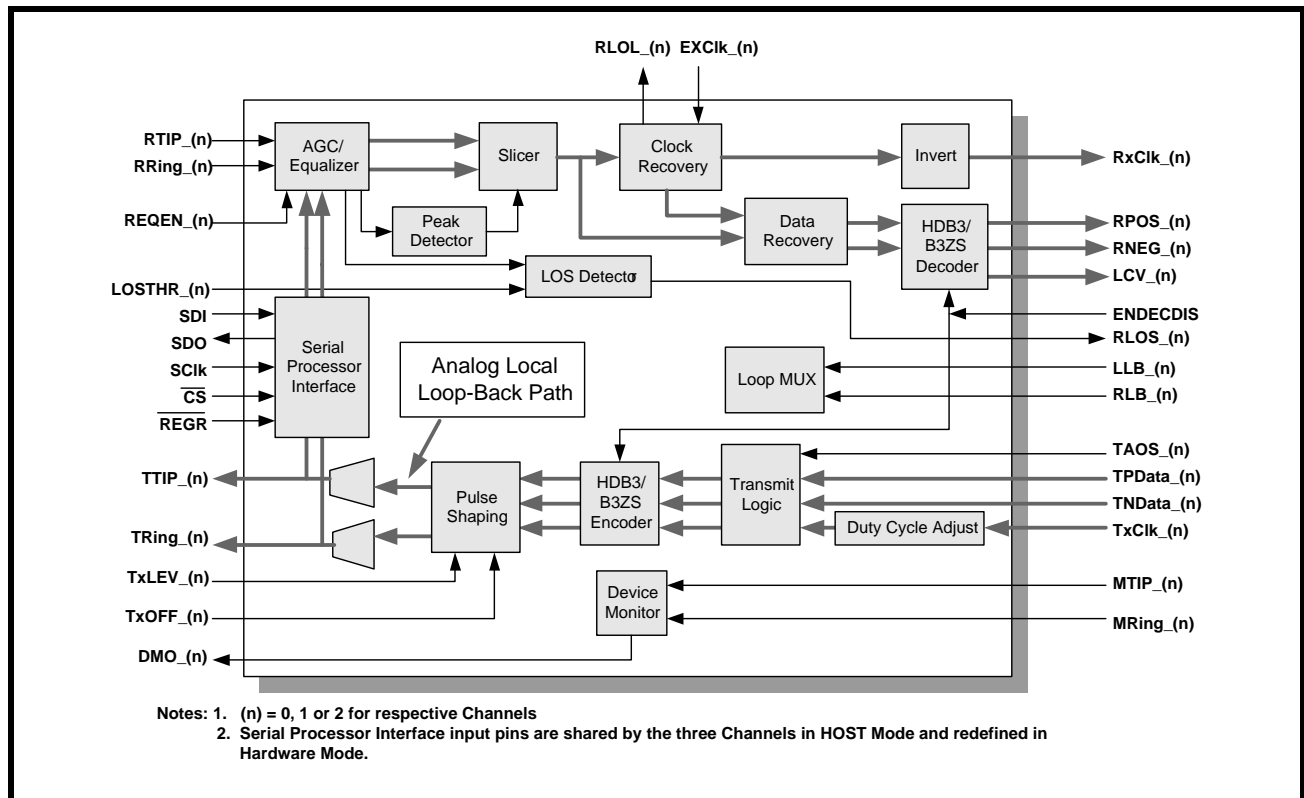 RLOL_(n) EXClk_(n)
RTIP_(n)
RRing_(n)
REQEN_(n)
LOSTHR_(n)
SDI
SDO
SClk
CS
REGR
TTIP_(n)
TRing_(n)
TxLEV_(n)
TxOFF_(n)
DMO_(n)
AGC/
Equalizer
Slicer
Clock
Recovery
Invert
Peak
Detector
Data
Recovery
HDB3/
B3ZS
Decoder
LOS Detector
Serial
Processor
Interface
Analog Local
Loop-Back Path
Loop MUX
Pulse
Shaping
HDB3/
B3ZS
Encoder
Transmit
Logic
Duty Cycle Adjust
Device
Monitor
RxClk_(n)
RPOS_(n)
RNEG_(n)
LCV_(n)
ENDECDIS
RLOS_(n)
LLB_(n)
RLB_(n)
TAOS_(n)
TPData_(n)
TNData_(n)
TxClk_(n)
MTIP_(n)
MRing_(n)
Notes: 1. (n) = 0, 1 or 2 for respective Channels
2. Serial Processor Interface input pins are shared by the three Channels in HOST Mode and redefined in
Hardware Mode.